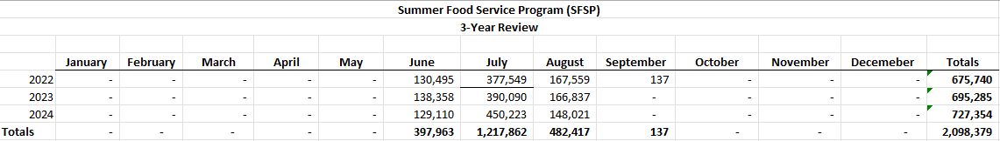 Summer Food Service Program (SFSP)
3-Year Review
January February March April May June July August September October November Decemeber Totals
2022 - - - - - 130,495 377,549 167,559 137 - - - 675,740
2023 - - - - - 138,358 390,090 166,837 - - - - 695,285
2024 - - - - - 129,110 450,223 148,021 - - - - 727,354
Totals - - - - - 397,963 1,217,862 482,417 137 - - - 2,098,379